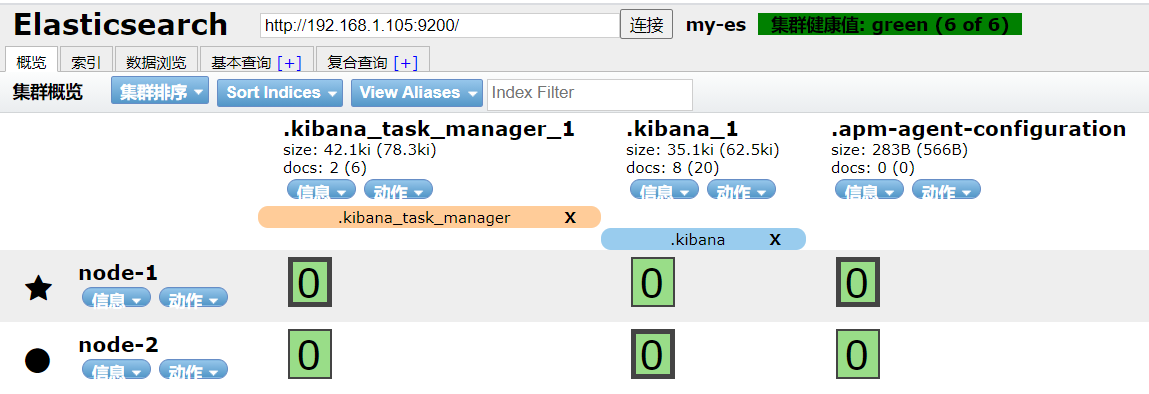 Elasticsearch http://192.168.1.105:9200/ 连接 my-es 集群健康值: green (6 of 6)
概览 索引 数据浏览 基本查询 [+] 复合查询 [+]
集群概览 集群排序 Sort Indices View Aliases Index Filter
.kibana_task_manager_1 .kibana_1 .apm-agent-configuration
size: 42.1ki (78.3ki) size: 35.1ki (62.5ki) size: 283B (566B)
docs: 2 (6) docs: 8 (20) docs: 0 (0)
信息 动作 信息 动作 信息 动作
.kibana_task_manager X
.kibana X
node-1 0 0 0
信息 动作
node-2 0 0 0
信息 动作